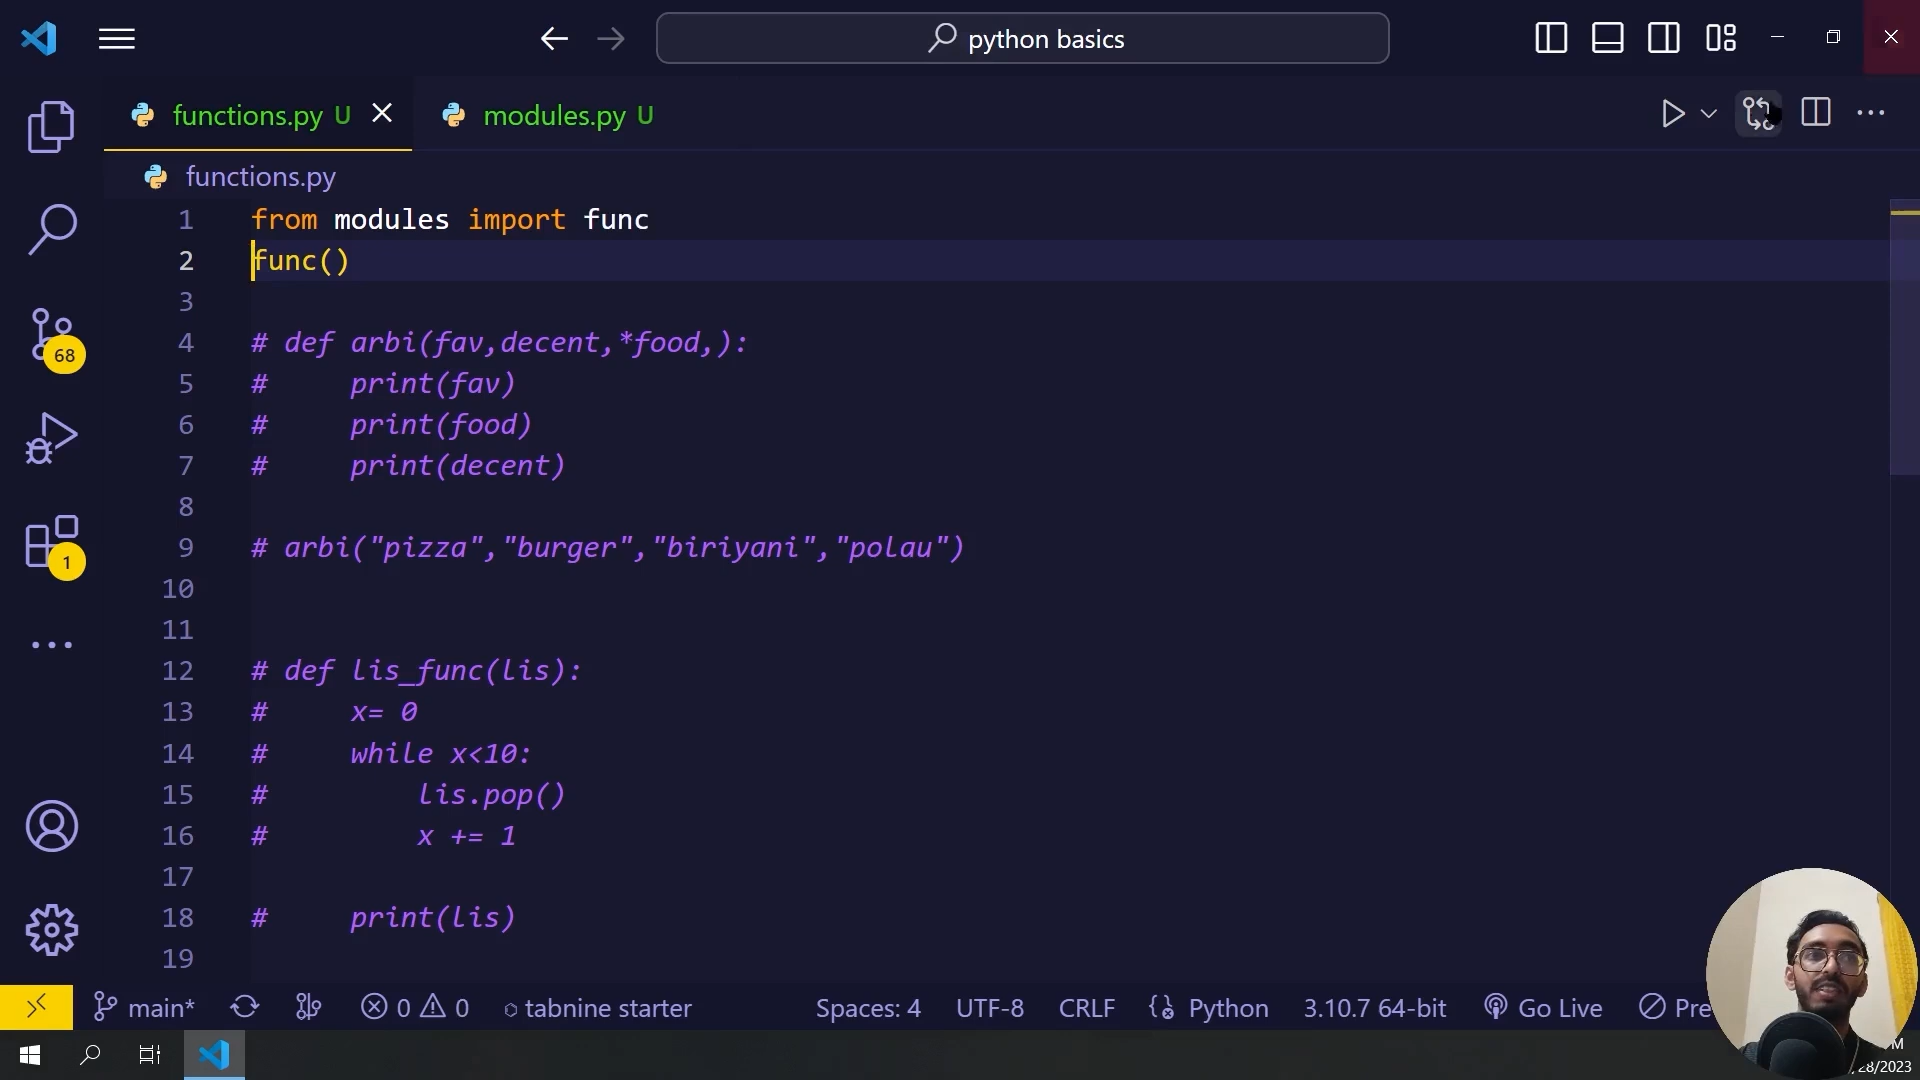 python basics
functions.py U
modules.py U
functions.py
1 from modules import func
2 func()
3
4 # def arbi(fav,decent,*food,):
5 #     print(fav)
6 #     print(food)
7 #     print(decent)
8
9 # arbi("pizza","burger","biriyani","polau")
10
11
12 # def lis_func(lis):
13 #     x= 0
14 #     while x<10:
15 #         lis.pop()
16 #         x += 1
17
18 #     print(lis)
19
68
1
main* 0 0 tabnine starter Spaces: 4 UTF-8 CRLF Python 3.10.7 64-bit Go Live
28/2023